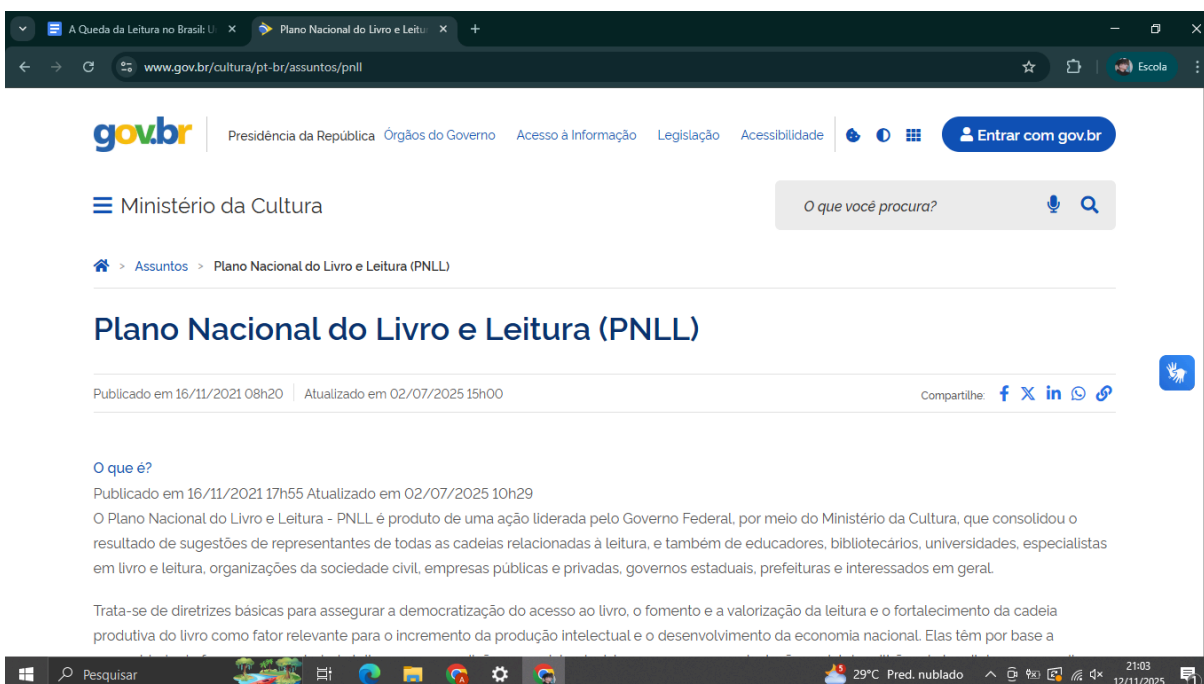 A Queda da Leitura no Brasil: U
Plano Nacional do Livro e Leitu
www.gov.br/cultura/pt-br/assuntos/pnll
Escola
gov.br
Presidência da República Órgãos do Governo Acesso à Informação Legislação Acessibilidade Entrar com gov.br
Ministério da Cultura O que você procura?
Assuntos > Plano Nacional do Livro e Leitura (PNLL)
Plano Nacional do Livro e Leitura (PNLL)
Publicado em 16/11/2021 08h20 Atualizado em 02/07/2025 15h00 Compartilhe:
O que é?
Publicado em 16/11/2021 17h55 Atualizado em 02/07/2025 10h29
O Plano Nacional do Livro e Leitura - PNLL é produto de uma ação liderada pelo Governo Federal, por meio do Ministério da Cultura, que consolidou o
resultado de sugestões de representantes de todas as cadeias relacionadas à leitura, e também de educadores, bibliotecários, universidades, especialistas
em livro e leitura, organizações da sociedade civil, empresas públicas e privadas, governos estaduais, prefeituras e interessados em geral.
Trata-se de diretrizes básicas para assegurar a democratização do acesso ao livro, o fomento e a valorização da leitura e o fortalecimento da cadeia
produtiva do livro como fator relevante para o incremento da produção intelectual e o desenvolvimento da economia nacional. Elas têm por base a
Pesquisar 29°C Pred. nublado 21:03
12/11/2025